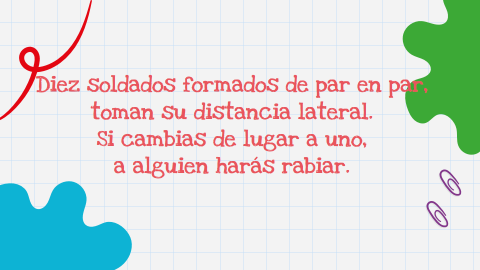 Diez soldados formados de par en par,
toman su distancia lateral.
Si cambias de lugar a uno,
a alguien harás rabiar.